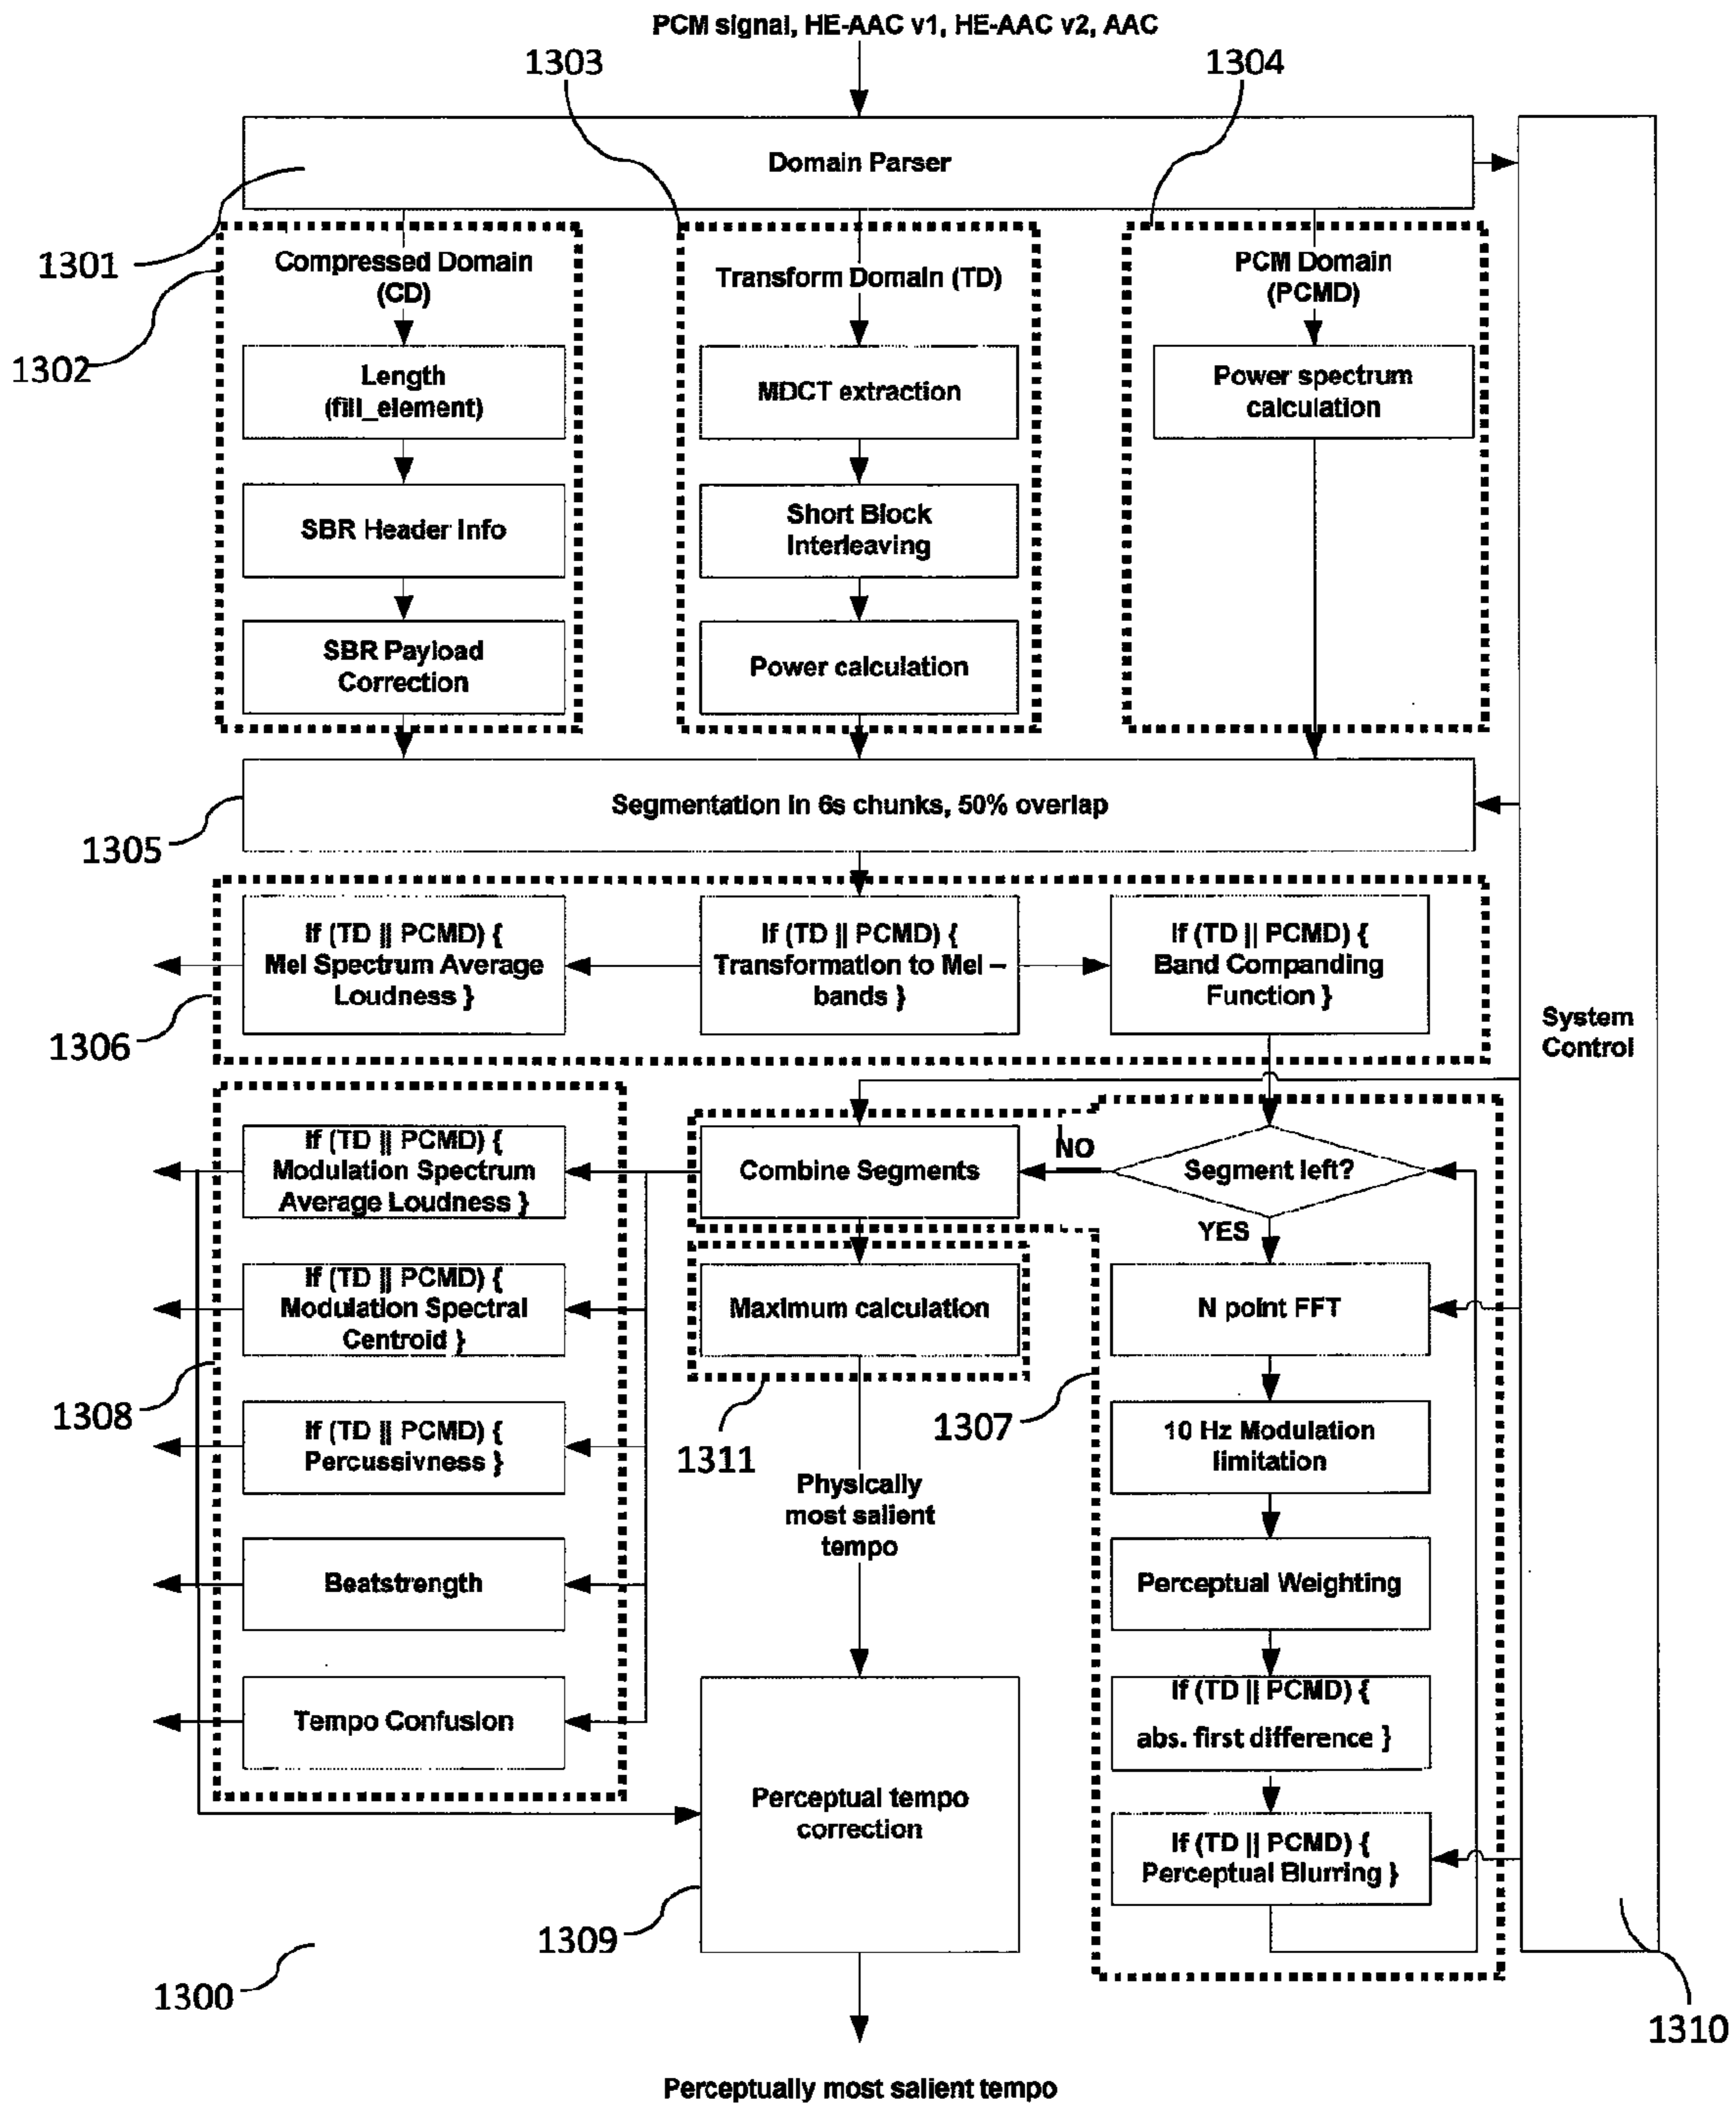 PCM signal, HE-AAC v1, HE-AAC v2, AAC
1303
1304
Domain Parser
1301
1302
Compressed Domain
(CD)
Transform Domain (TD)
PCM Domain
(PCMD)
Length
(fill_element)
MDCT extraction
Power spectrum
calculation
SBR Header Info
Short Block
Interleaving
SBR Payload
Correction
Power calculation
Segmentation in 6s chunks, 50% overlap
1305
If (TD || PCMD) {
Mel Spectrum Average
Loudness }
If (TD || PCMD) {
Transformation to Mel –
bands }
If (TD || PCMD) {
Band Companding
Function }
1306
System
Control
If (TD || PCMD) {
Modulation Spectrum
Average Loudness }
Combine Segments
NO
Segment left?
YES
If (TD || PCMD) {
Modulation Spectral
Centroid }
Maximum calculation
N point FFT
1308
1311
1307
If (TD || PCMD) {
Percussivness }
10 Hz Modulation
limitation
Physically
most salient
tempo
Beatstrength
Perceptual Weighting
Tempo Confusion
If (TD || PCMD) {
abs. first difference }
Perceptual tempo
correction
If (TD || PCMD) {
Perceptual Blurring }
1309
1300
1310
Perceptually most salient tempo